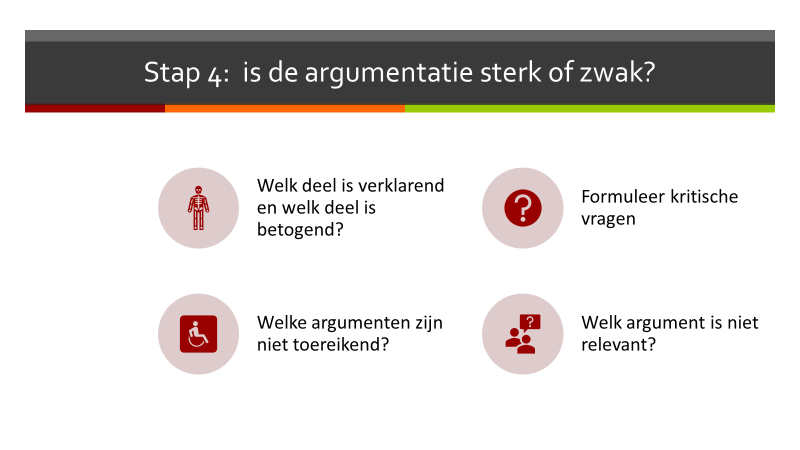 Stap 4:  is de argumentatie sterk of zwak?
Welk deel is verklarend
en welk deel is
betogend?
Formuleer kritische
vragen
Welke argumenten zijn
niet toereikend?
Welk argument is niet
relevant?